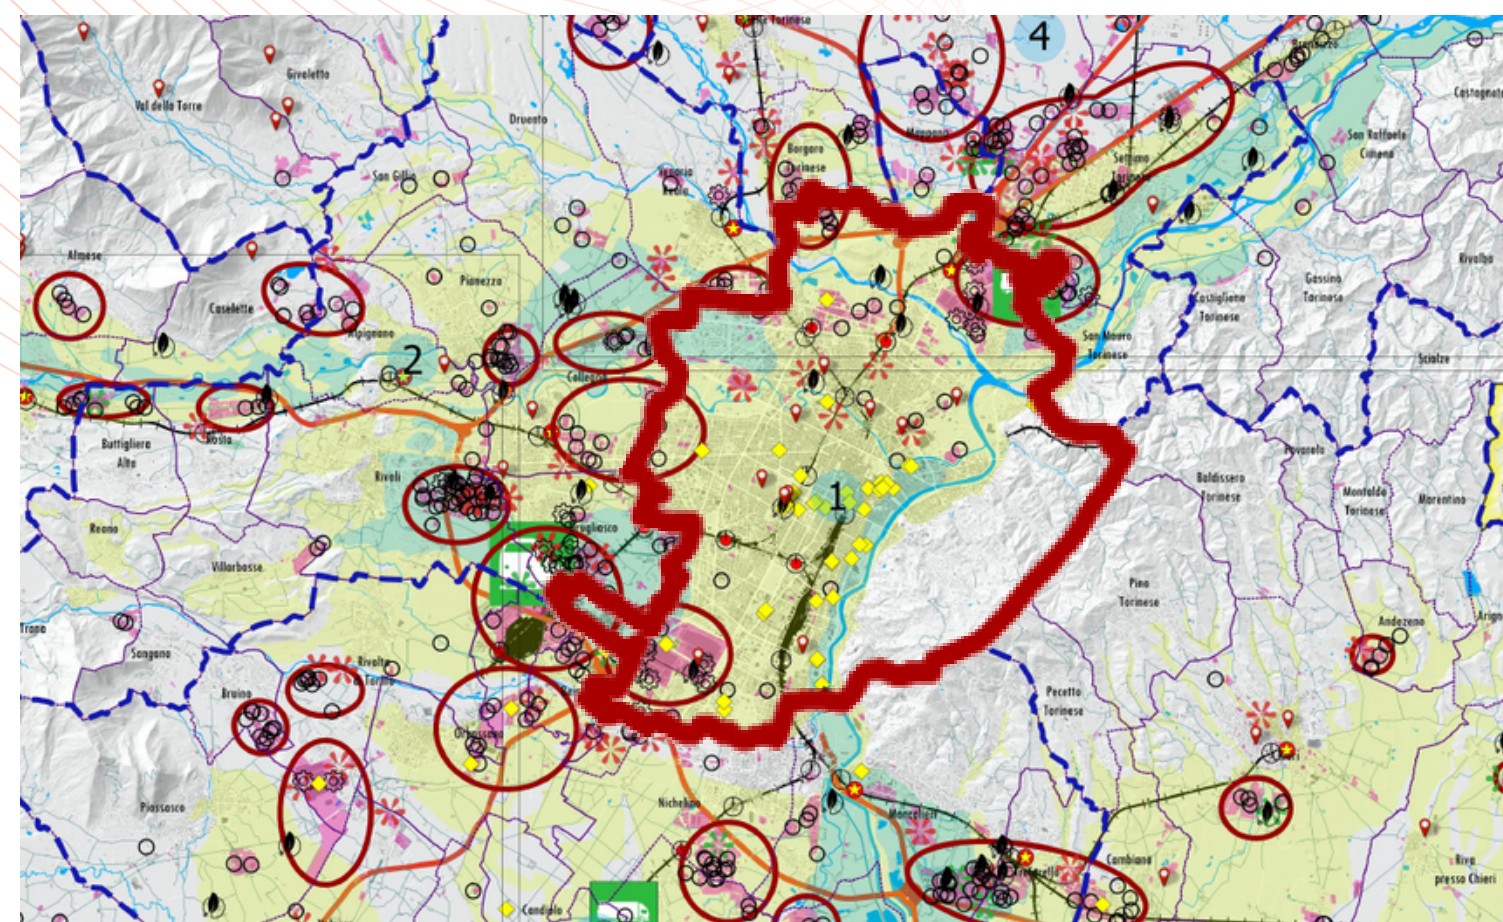 4
Givoletto
Val della Torre
Druento
Borgaro
Torinese
Mappano
Settimo
Torinese
Brandizzo
San Raffaele
Cimena
San Gillio
Venaria
Reale
Almese
Caselette
Pianezza
Alpignano
2
Collegno
Castiglione
Torinese
Gassino
Torinese
Rivalba
San Mauro
Torinese
Sciolze
Buttigliera
Alta
Rosta
Rivoli
Reano
Villarbasse
1
Baldissero
Torinese
Pavarolo
Montaldo
Torinese
Marentino
Pino
Torinese
Andezeno
Trana
Sangano
Bruino
Rivalta
di Torino
Orbassano
Pecetto
Torinese
Piossasco
Nichelino
Moncalieri
Trofarello
Cambiano
Riva
presso Chieri
Candiolo